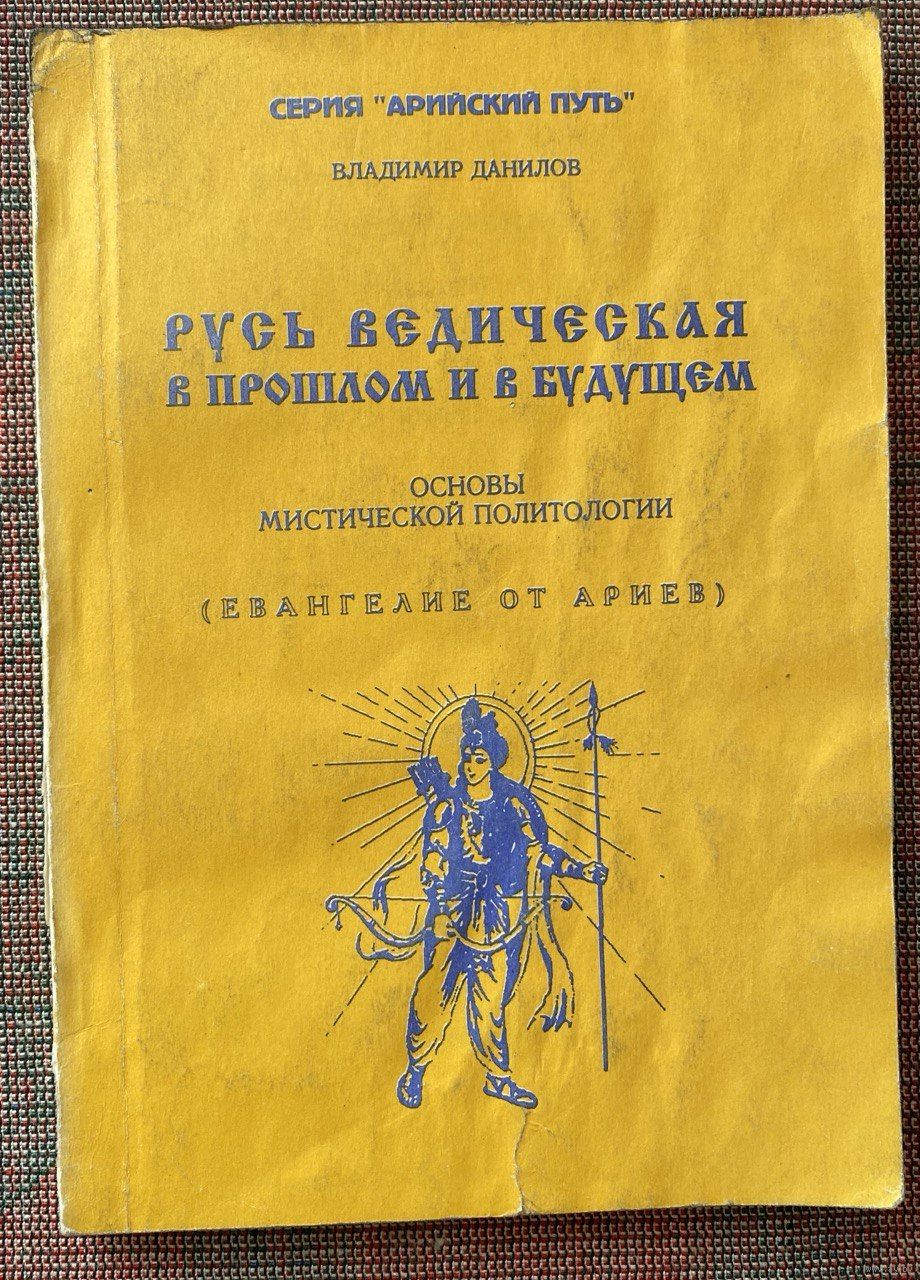 СЕРИЯ "АРИЙСКИЙ ПУТЬ"
ВЛАДИМИР ДАНИЛОВ
РУСЬ ВЕДИЧЕСКАЯ
В ПРОШЛОМ И В БУДУЩЕМ
ОСНОВЫ
МИСТИЧЕСКОЙ ПОЛИТОЛОГИИ
(ЕВАНГЕЛИЕ ОТ АРИЕВ)